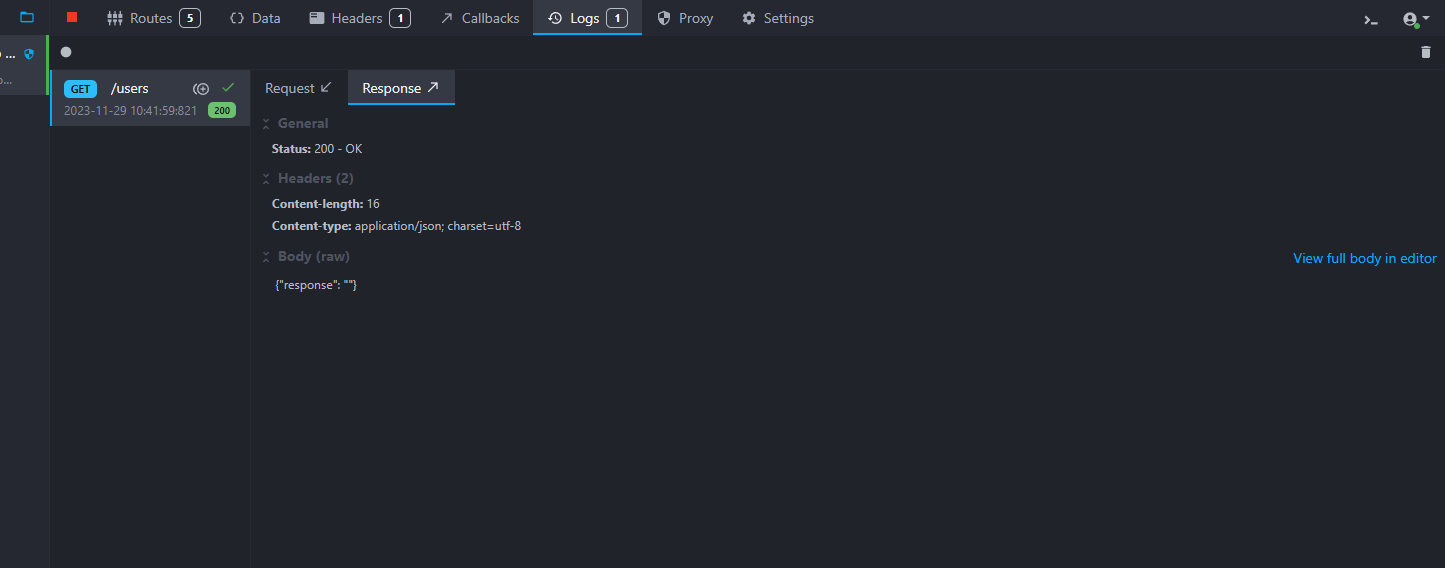 Routes 5 Data Headers 1 Callbacks Logs 1 Proxy Settings
...
GET /users
2023-11-29 10:41:59:821 200
Request Response
General
Status: 200 - OK
Headers (2)
Content-length: 16
Content-type: application/json; charset=utf-8
Body (raw)
View full body in editor
{"response": ""}